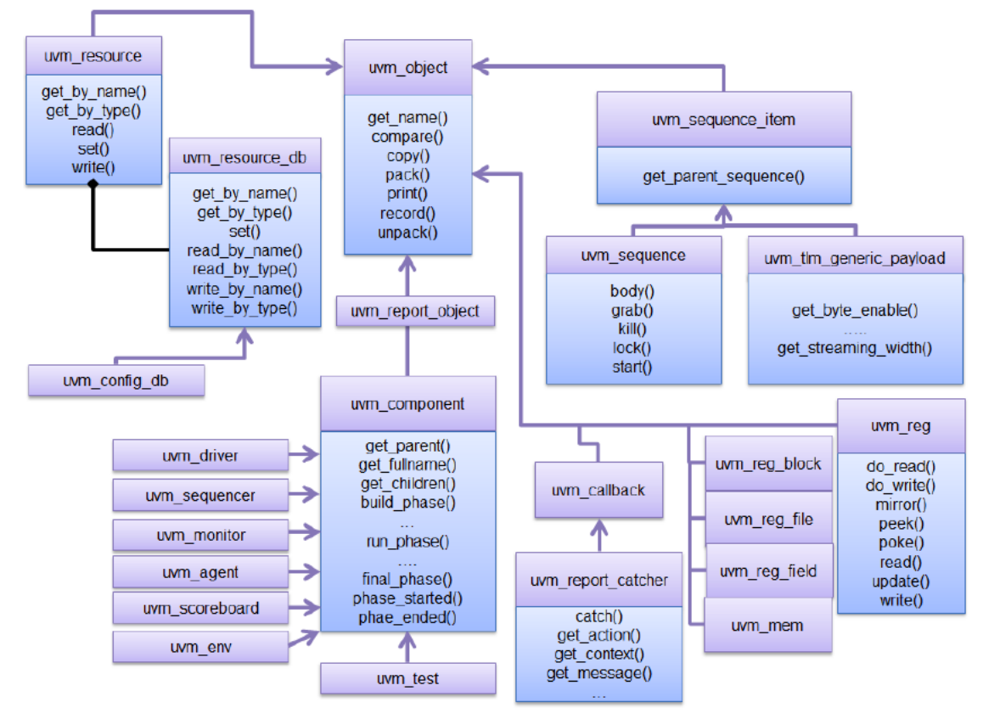 uvm_resource
get_by_name()
get_by_type()
read()
set()
write()
uvm_resource_db
get_by_name()
get_by_type()
set()
read_by_name()
read_by_type()
write_by_name()
write_by_type()
uvm_config_db
uvm_object
get_name()
compare()
copy()
pack()
print()
record()
unpack()
uvm_report_object
uvm_component
get_parent()
get_fullname()
get_children()
build_phase()
...
run_phase()
....
final_phase()
phase_started()
phae_ended()
uvm_driver
uvm_sequencer
uvm_monitor
uvm_agent
uvm_scoreboard
uvm_env
uvm_test
uvm_sequence_item
get_parent_sequence()
uvm_sequence
body()
grab()
kill()
lock()
start()
uvm_tlm_generic_payload
get_byte_enable()
.....
get_streaming_width()
uvm_callback
uvm_report_catcher
catch()
get_action()
get_context()
get_message()
...
uvm_reg_block
uvm_reg_file
uvm_reg_field
uvm_mem
uvm_reg
do_read()
do_write()
mirror()
peek()
poke()
read()
update()
write()